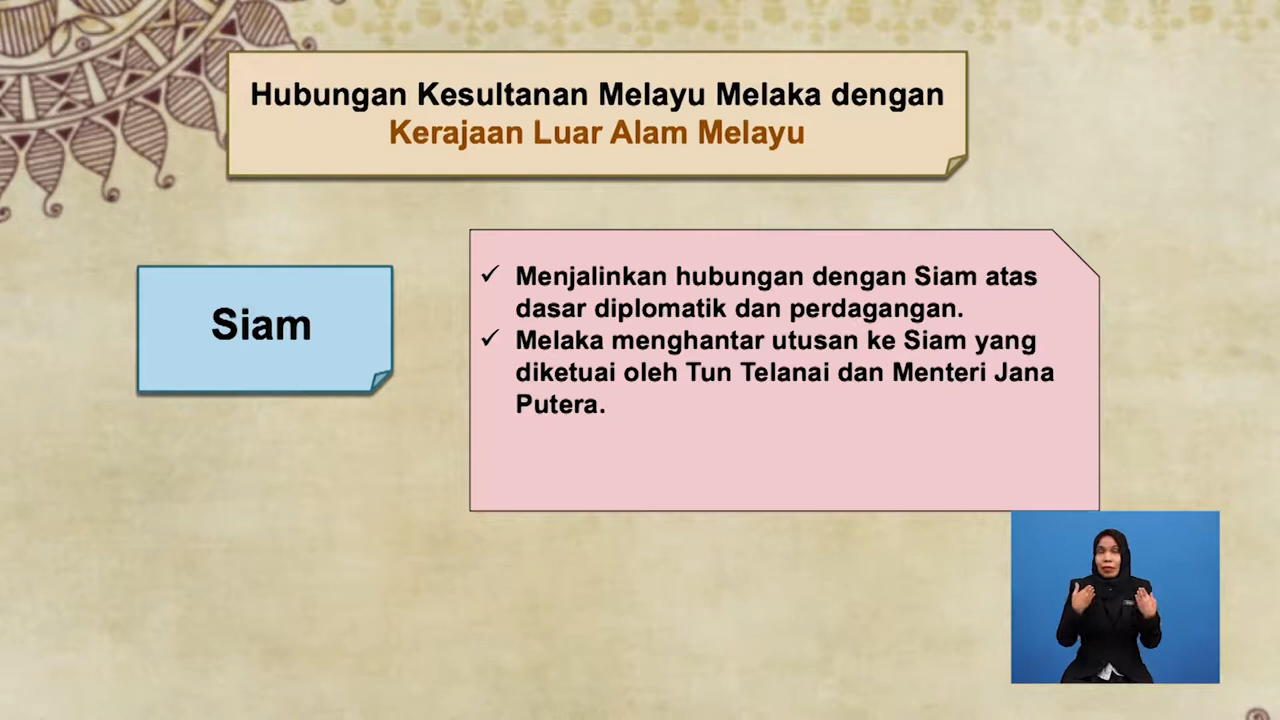 Hubungan Kesultanan Melayu Melaka dengan
Kerajaan Luar Alam Melayu
Siam
✓ Menjalinkan hubungan dengan Siam atas
dasar diplomatik dan perdagangan.
✓ Melaka menghantar utusan ke Siam yang
diketuai oleh Tun Telanai dan Menteri Jana
Putera.